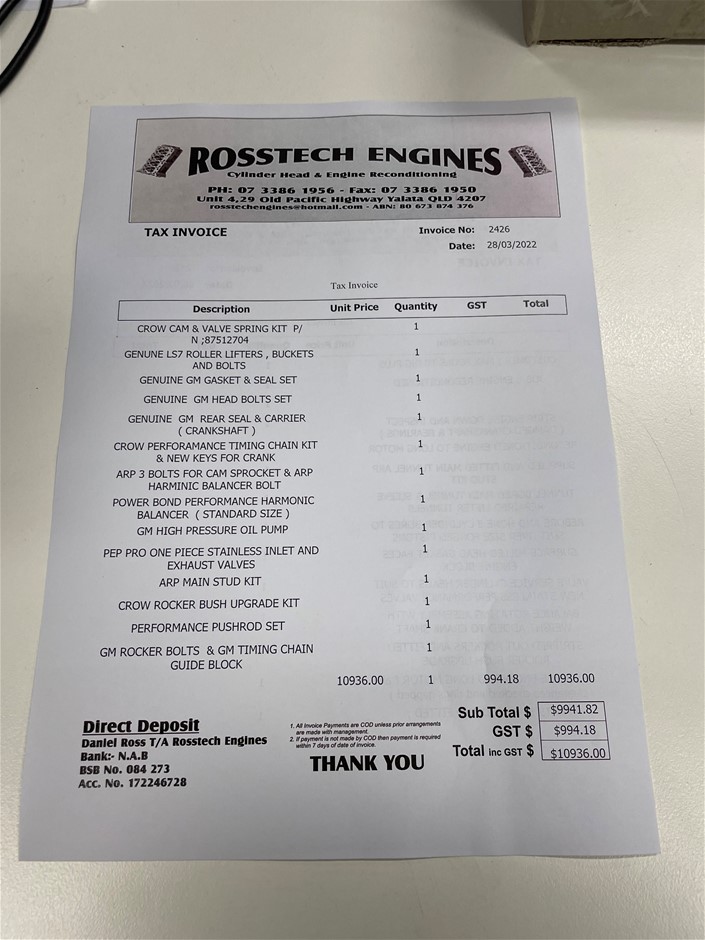 ROSSTECH ENGINES
Cylinder Head & Engine Reconditioning
PH: 07 3386 1956 - Fax: 07 3386 1950
Unit 4,29 Old Pacific Highway Yalata QLD 4207
rosstechengines@hotmail.com - ABN: 80 673 874 376
TAX INVOICE
Invoice No: 2426
Date: 28/03/2022
Tax Invoice
Description Unit Price Quantity GST Total
CROW CAM & VALVE SPRING KIT P/ 1
N ;87512704
GENUNE LS7 ROLLER LIFTERS , BUCKETS 1
AND BOLTS
GENUINE GM GASKET & SEAL SET 1
GENUINE GM HEAD BOLTS SET 1
GENUINE GM REAR SEAL & CARRIER 1
( CRANKSHAFT )
CROW PERFORAMANCE TIMING CHAIN KIT 1
& NEW KEYS FOR CRANK
ARP 3 BOLTS FOR CAM SPROCKET & ARP 1
HARMINIC BALANCER BOLT
POWER BOND PERFORMANCE HARMONIC 1
BALANCER ( STANDARD SIZE )
GM HIGH PRESSURE OIL PUMP 1
PEP PRO ONE PIECE STAINLESS INLET AND 1
EXHAUST VALVES
ARP MAIN STUD KIT 1
CROW ROCKER BUSH UPGRADE KIT 1
PERFORMANCE PUSHROD SET 1
GM ROCKER BOLTS & GM TIMING CHAIN 1
GUIDE BLOCK
10936.00 1 994.18 10936.00
Sub Total $ $9941.82
GST $ $994.18
Total inc GST $ $10936.00
Direct Deposit
Daniel Ross T/A Rosstech Engines
Bank:- N.A.B
BSB No. 084 273
Acc. No. 172246728
1. All Invoice Payments are COD unless prior arrangements
are made with management.
2. If payment is not made by COD then payment is required
within 7 days of date of invoice.
THANK YOU